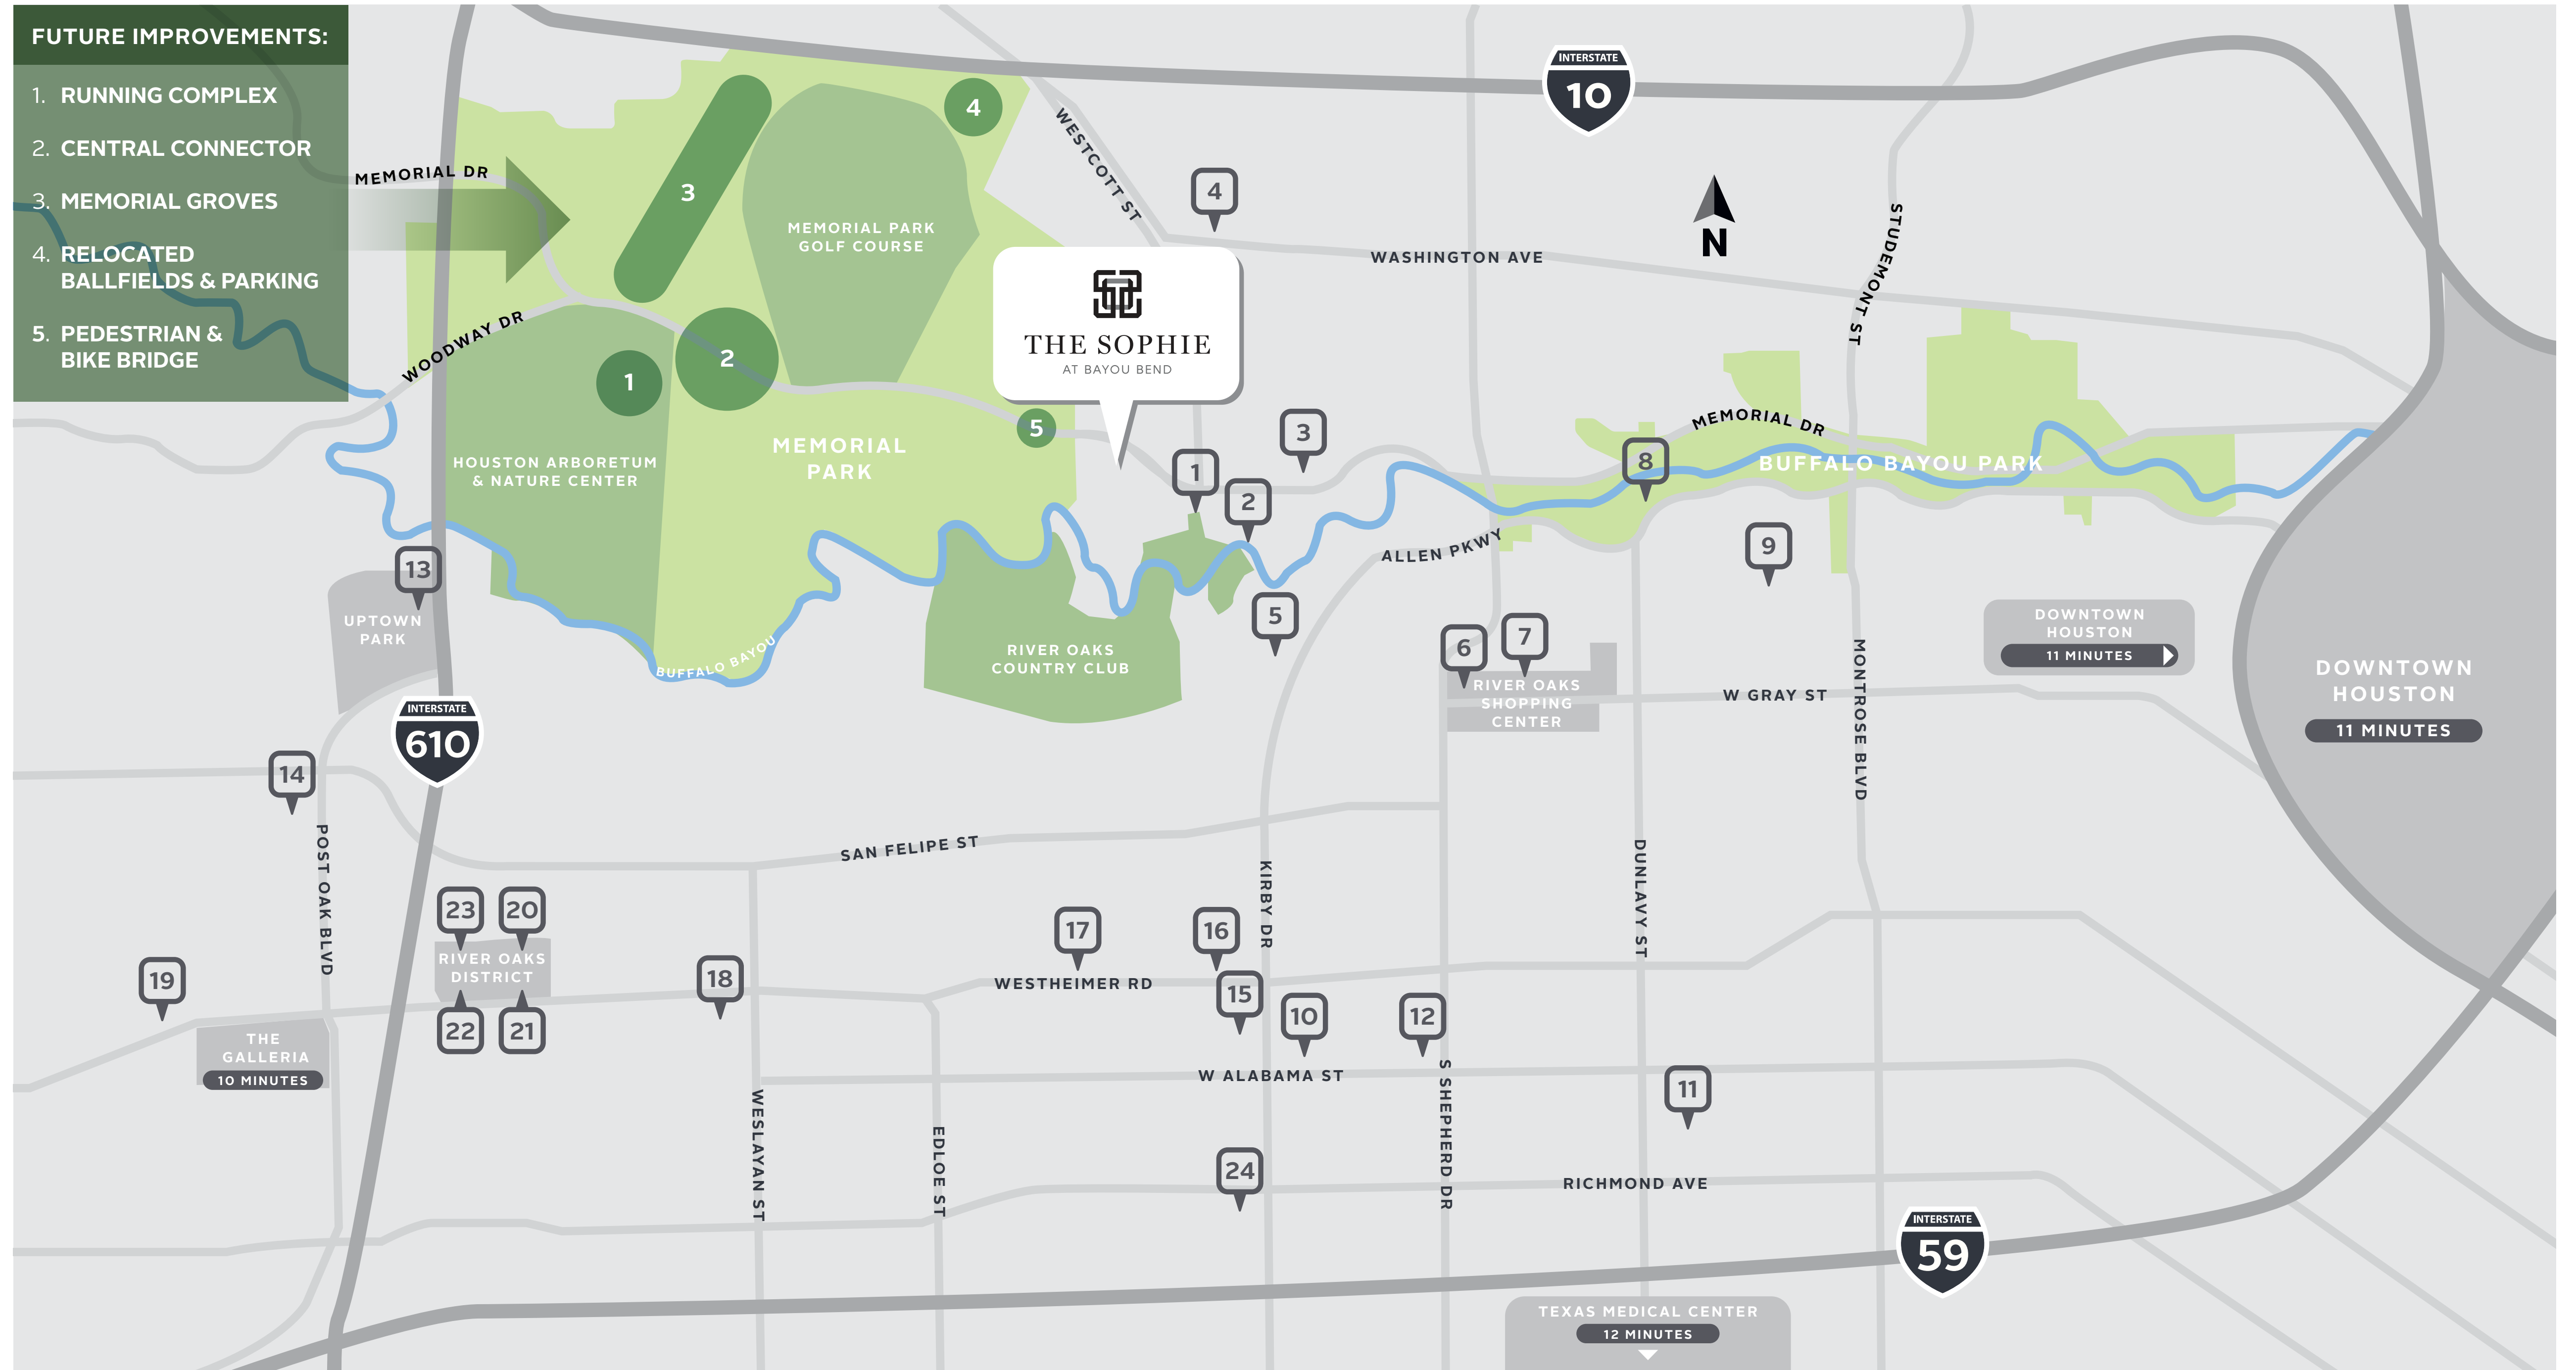 FUTURE IMPROVEMENTS:
1. RUNNING COMPLEX
2. CENTRAL CONNECTOR
3. MEMORIAL GROVES
4. RELOCATED
BALLFIELDS & PARKING
5. PEDESTRIAN &
BIKE BRIDGE
MEMORIAL DR
WOODWAY DR
3
4
1
2
5
MEMORIAL PARK
GOLF COURSE
HOUSTON ARBORETUM
& NATURE CENTER
MEMORIAL
PARK
WESTCOTT ST
4
INTERSTATE
10
N
WASHINGTON AVE
STUDEMONT ST
THE SOPHIE
AT BAYOU BEND
1
2
3
MEMORIAL DR
8
BUFFALO BAYOU PARK
ALLEN PKWY
9
13
UPTOWN
PARK
BUFFALO BAYOU
RIVER OAKS
COUNTRY CLUB
5
6
7
RIVER OAKS
SHOPPING
CENTER
W GRAY ST
MONTROSE BLVD
DOWNTOWN
HOUSTON
11 MINUTES
DOWNTOWN
HOUSTON
11 MINUTES
INTERSTATE
610
14
POST OAK BLVD
SAN FELIPE ST
KIRBY DR
DUNLAVY ST
23
20
RIVER OAKS
DISTRICT
22
21
19
THE
GALLERIA
10 MINUTES
18
17
16
WESTHEIMER RD
15
10
12
W ALABAMA ST
11
WESLAYAN ST
EDLOE ST
S SHEPHERD DR
24
RICHMOND AVE
INTERSTATE
59
TEXAS MEDICAL CENTER
12 MINUTES